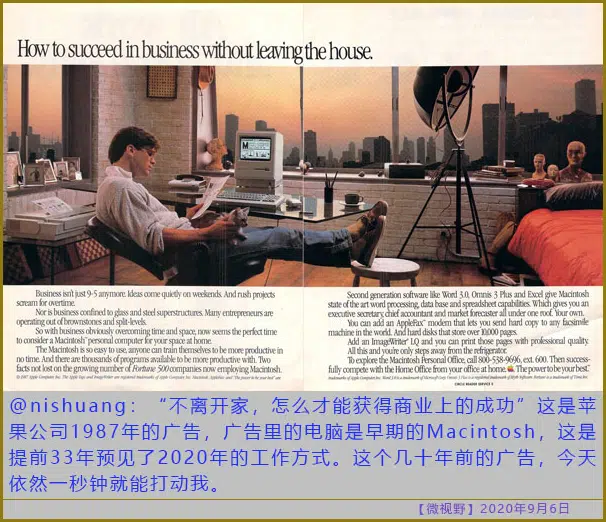 How to succeed in business without leaving the house.
Business isn't just 9-5 anymore. Ideas come quietly on weekends. And rush projects
scream for overtime.
Nor is business confined to glass and steel superstructures. Many entrepreneurs are
operating out of brownstones and split-levels.
So with business obviously overcoming time and space, now seems the perfect time
to consider a Macintosh™ personal computer for your space at home.
The Macintosh is so easy to use, anyone can train themselves to be more productive in
no time. And there are thousands of programs available to be more productive with. Two
facts not lost on the growing number of Fortune 500 companies now employing Macintosh.
Second generation software like Word 3.0, Omnis 3 Plus and Excel give Macintosh
state of the art word processing, data base and spreadsheet capabilities. Which gives you an
executive secretary, chief accountant and market forecaster all under one roof. Your own.
You can add an AppleFax™ modem that lets you send hard copy to any facsimile
machine in the world. And hard disks that store over 10,000 pages.
Add an ImageWriter® LQ and you can print those pages with professional quality.
All this and you're only steps away from the refrigerator.
To explore the Macintosh Personal Office, call 800-538-9696, ext. 600. Then success-
fully compete with the Home Office from your office at home. The power to be your best.™
CIRCLE READER SERVICE 9
@nishuang：“不离开家，怎么才能获得商业上的成功”这是苹
果公司1987年的广告，广告里的电脑是早期的Macintosh，这是
提前33年预见了2020年的工作方式。这个几十年前的广告，今天
依然一秒钟就能打动我。
【微视野】2020年9月6日